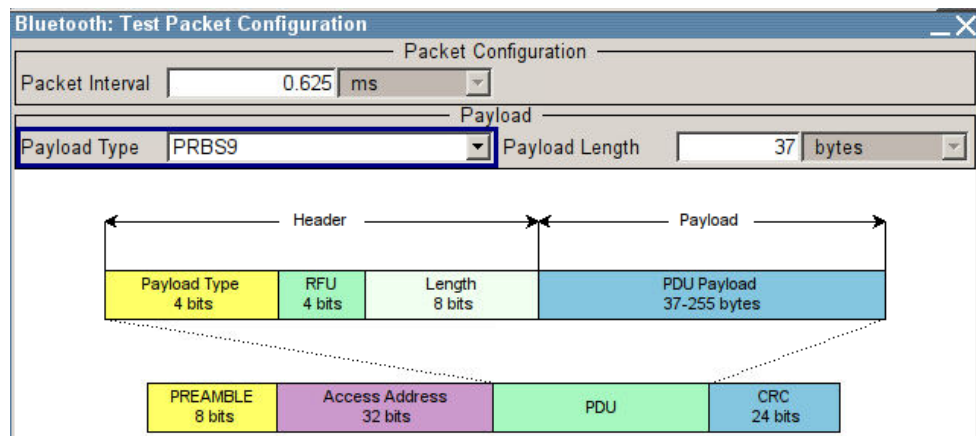 Bluetooth: Test Packet Configuration
Packet Configuration
Packet Interval 0.625 ms
Payload
Payload Type PRBS9 Payload Length 37 bytes
Header Payload
Payload Type RFU Length PDU Payload
4 bits 4 bits 8 bits 37-255 bytes
PREAMBLE Access Address PDU CRC
8 bits 32 bits 24 bits